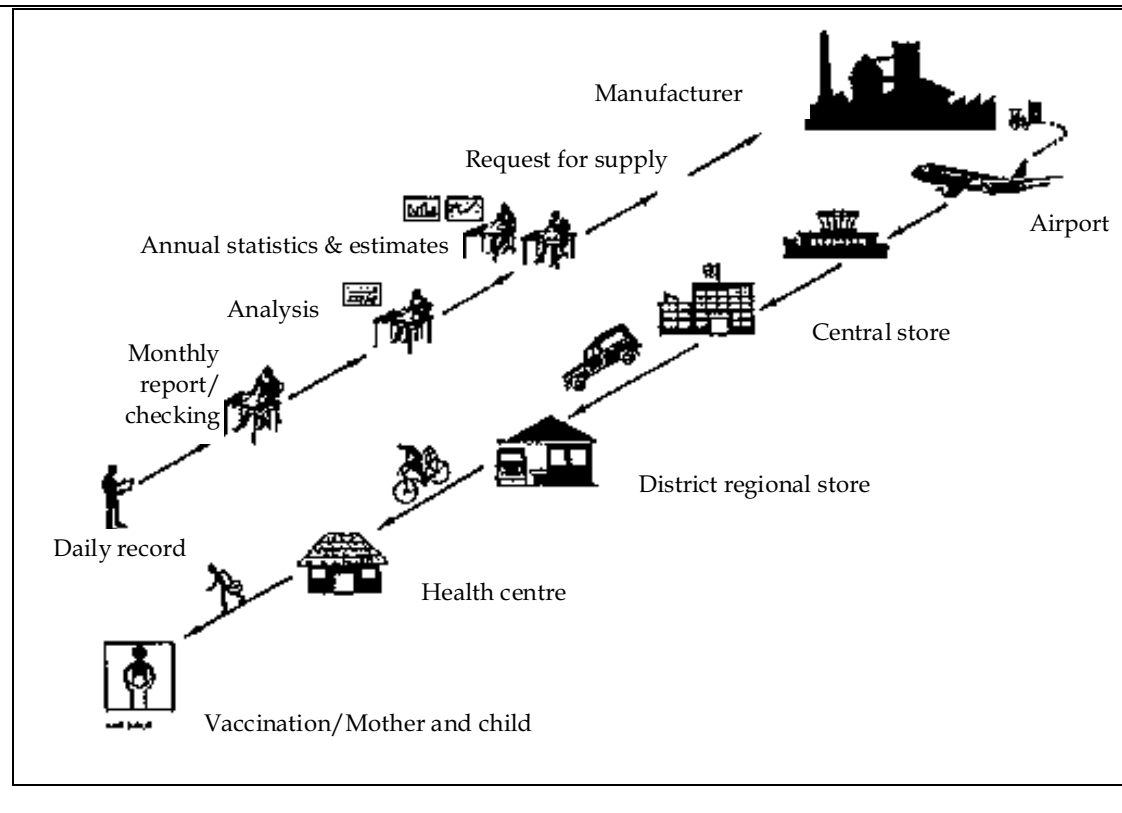 Manufacturer
Request for supply
Airport
Annual statistics & estimates
Analysis
Central store
Monthly
report/
checking
District regional store
Daily record
Health centre
Vaccination/Mother and child